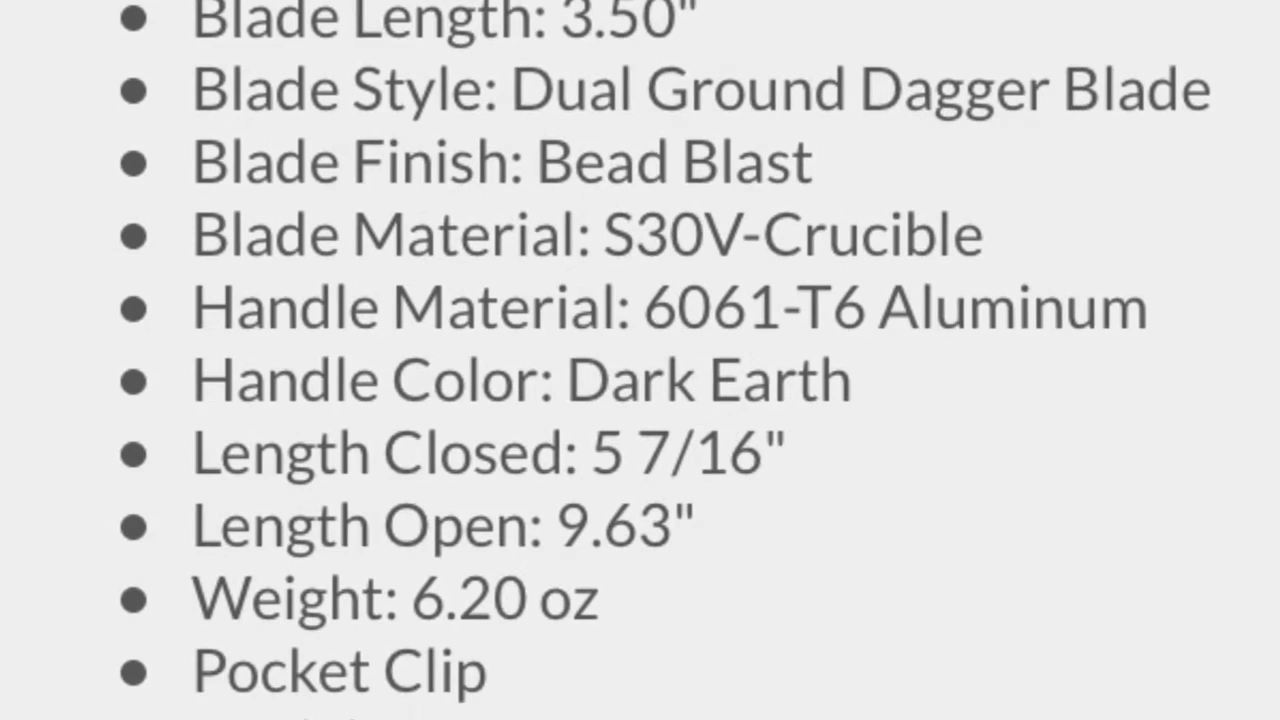 Blade Length: 3.50"
Blade Style: Dual Ground Dagger Blade
Blade Finish: Bead Blast
Blade Material: S30V-Crucible
Handle Material: 6061-T6 Aluminum
Handle Color: Dark Earth
Length Closed: 5 7/16"
Length Open: 9.63"
Weight: 6.20 oz
Pocket Clip